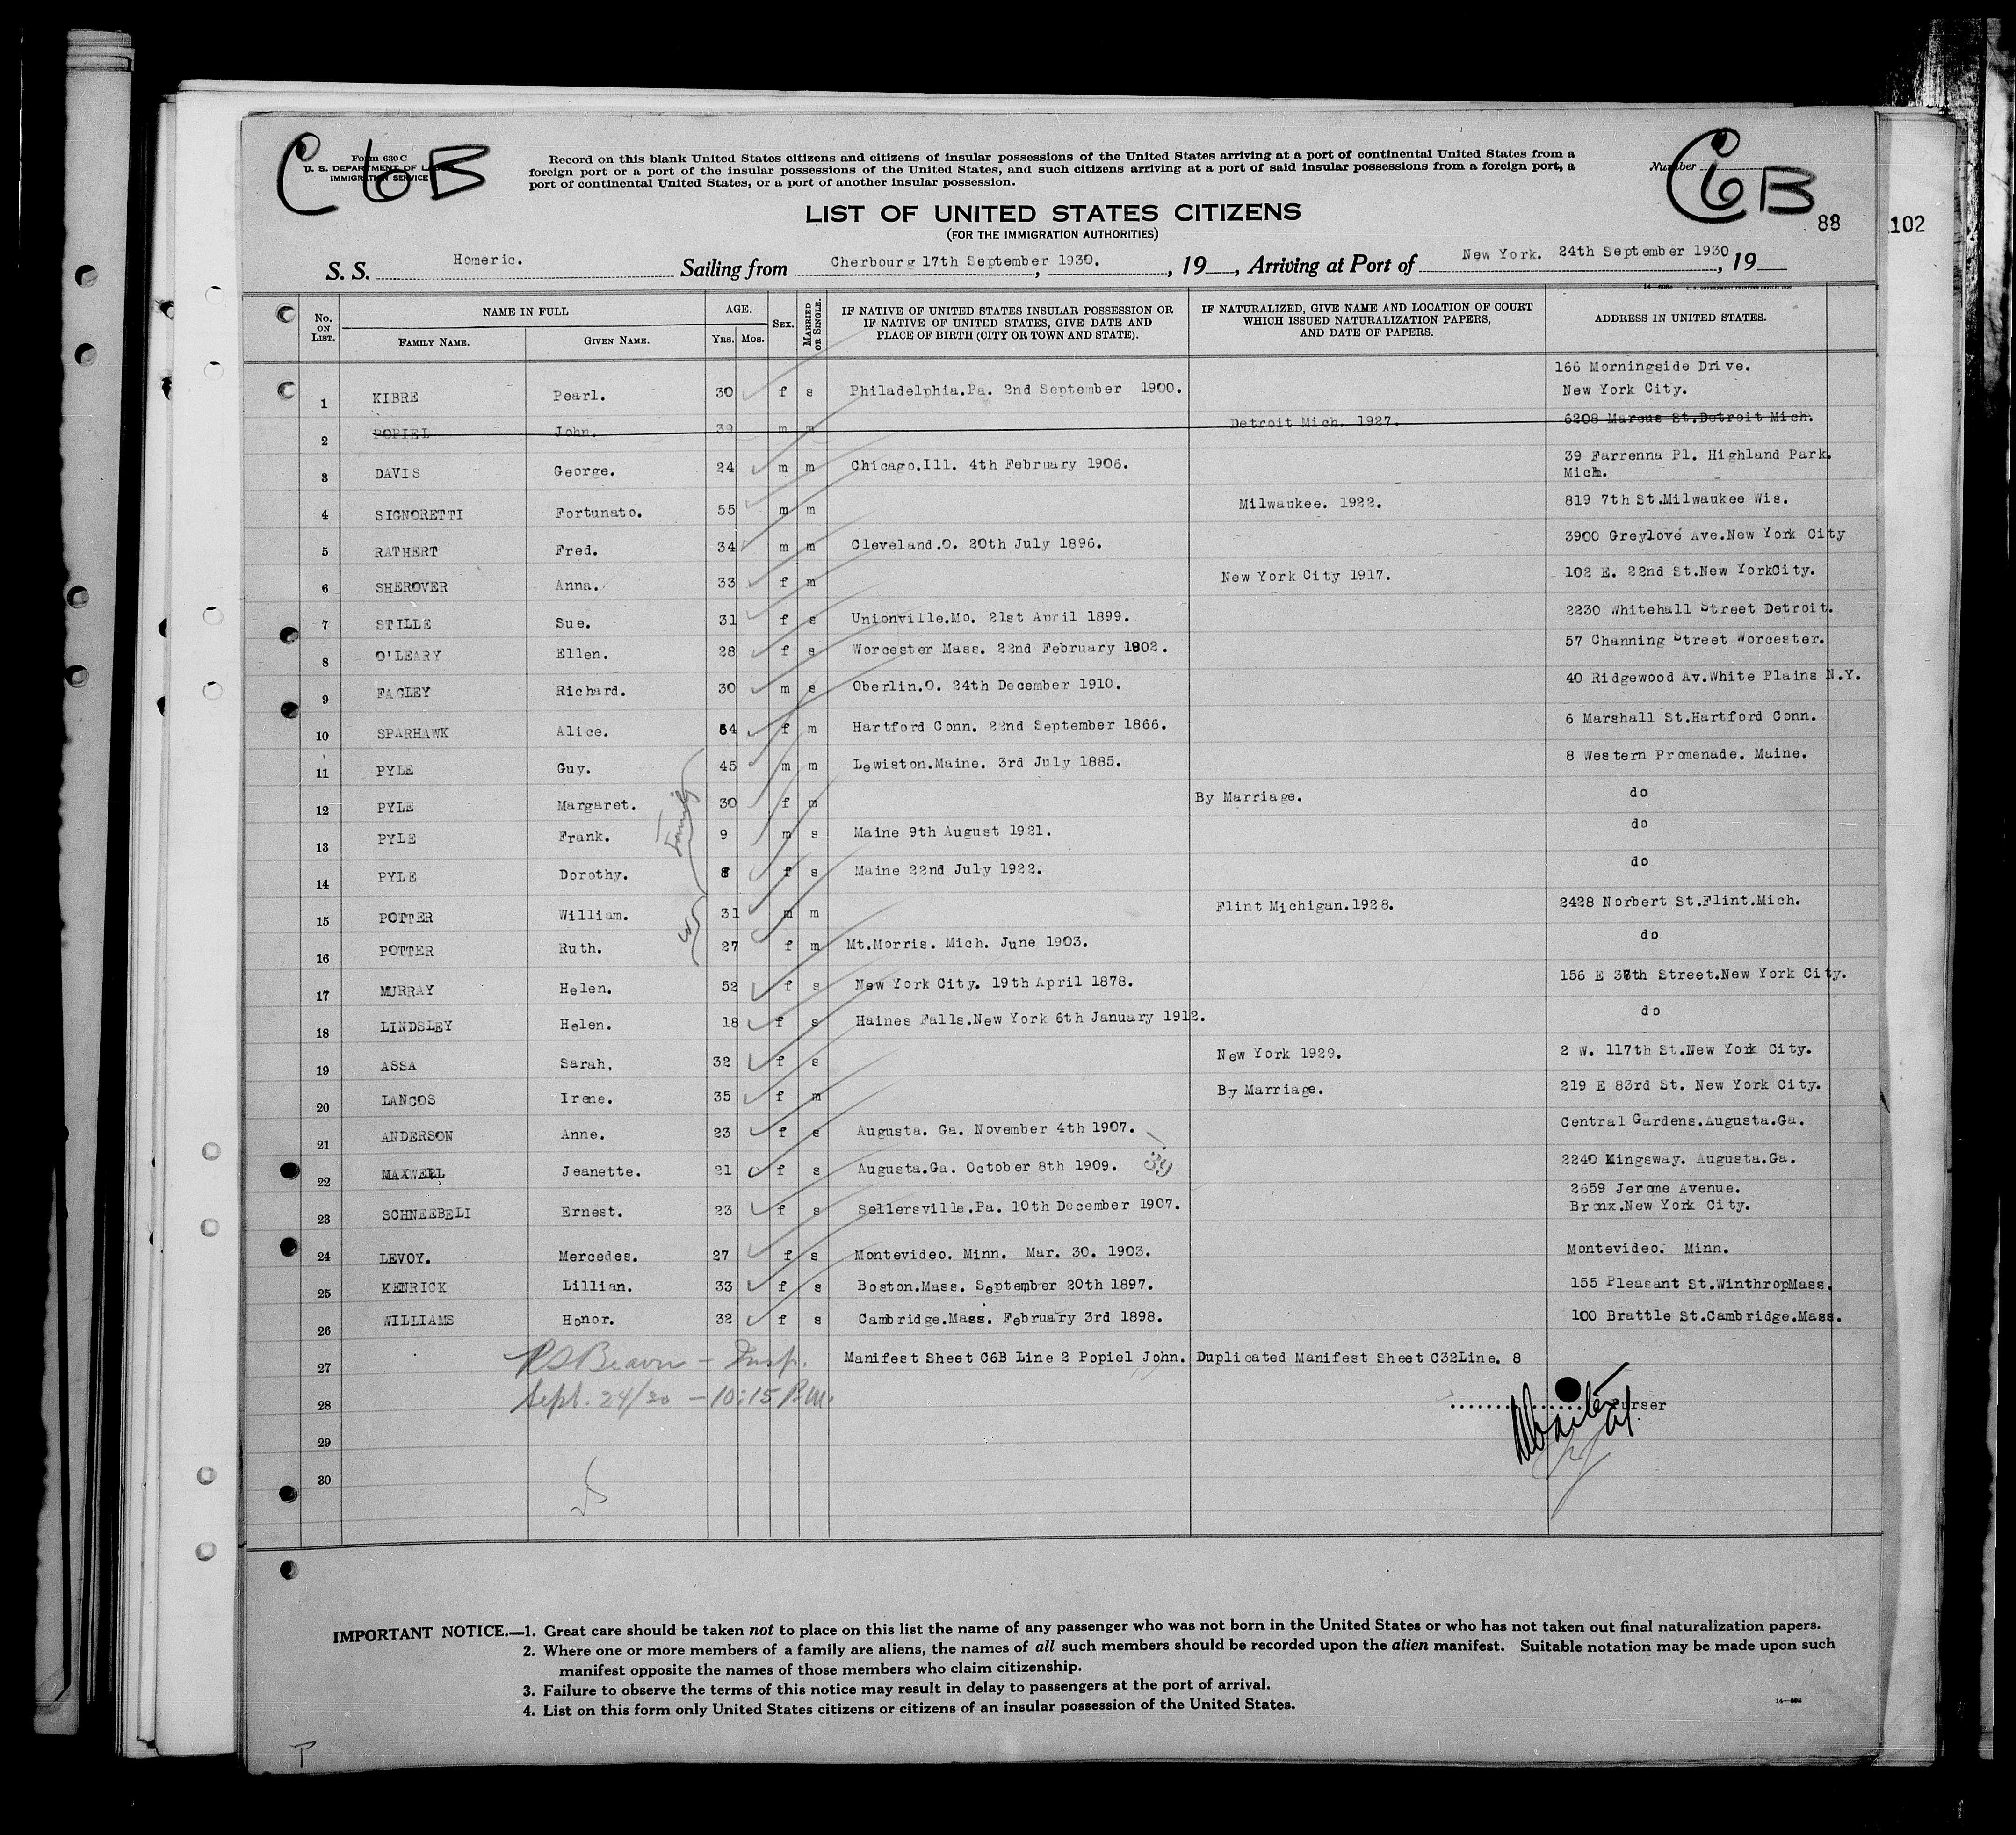 C6B
Form 630 C
U. S. DEPARTMENT OF LABOR
IMMIGRATION SERVICE
Record on this blank United States citizens and citizens of insular possessions of the United States arriving at a port of continental United States from a
foreign port or a port of the insular possessions of the United States, and such citizens arriving at a port of said insular possessions from a foreign port, a
port of continental United States, or a port of another insular possession.
Number
C6B
88
102
LIST OF UNITED STATES CITIZENS
(FOR THE IMMIGRATION AUTHORITIES)
S. S. Homeric. Sailing from Cherbourg 17th September, 1930. , 19 , Arriving at Port of New York. 24th September 1930, 19
No. ON LIST. NAME IN FULL FAMILY NAME. GIVEN NAME. AGE. YRS. MOS. SEX. MARRIED OR SINGLE. IF NATIVE OF UNITED STATES INSULAR POSSESSION OR IF NATIVE OF UNITED STATES, GIVE DATE AND PLACE OF BIRTH (CITY OR TOWN AND STATE). IF NATURALIZED, GIVE NAME AND LOCATION OF COURT WHICH ISSUED NATURALIZATION PAPERS, AND DATE OF PAPERS. ADDRESS IN UNITED STATES.
1 KIBRE Pearl. 30 f s Philadelphia.Pa. 2nd September 1900. 166 Morningside Drive. New York City.
2 POPIEL John. 39 m m Detroit Mich. 1927. 6208 Marcus St.Detroit Mich.
3 DAVIS George. 24 m m Chicago.Ill. 4th February 1906. 39 Farrenna Pl. Highland Park. Mich.
4 SIGNORETTI Fortunato. 55 m m Milwaukee. 1922. 819 7th St.Milwaukee Wis.
5 RATHERT Fred. 34 m m Cleveland.O. 20th July 1896. 3900 Greylove Ave.New York City
6 SHEROVER Anna. 33 f m New York City 1917. 102 E. 22nd St.New YorkCity.
7 STILLE Sue. 31 f s Unionville.Mo. 21st April 1899. 2230 Whitehall Street Detroit.
8 O'LEARY Ellen. 28 f s Worcester Mass. 22nd February 1902. 57 Channing Street Worcester.
9 FAGLEY Richard. 30 m s Oberlin.O. 24th December 1910. 40 Ridgewood Av.White Plains N.Y.
10 SPARHAWK Alice. 64 f m Hartford Conn. 22nd September 1866. 6 Marshall St.Hartford Conn.
11 PYLE Guy. 45 m m Lewiston.Maine. 3rd July 1885. 8 Western Promenade. Maine.
12 PYLE Margaret. 30 f m By Marriage. do
Family
13 PYLE Frank. 9 m s Maine 9th August 1921. do
14 PYLE Dorothy. 8 f s Maine 22nd July 1922. do
15 POTTER William. 31 m m Flint Michigan.1928. 2428 Norbert St.Flint.Mich.
16 POTTER Ruth. 27 f m Mt.Morris. Mich. June 1903. do
17 MURRAY Helen. 52 f s New York City. 19th April 1878. 156 E 37th Street.New York City.
18 LINDSLEY Helen. 18 f s Haines Falls.New York 6th January 1912. do
19 ASSA Sarah. 32 f s New York 1929. 2 W. 117th St.New York City.
20 LANCOS Irene. 35 f m By Marriage. 219 E 83rd St. New York City.
21 ANDERSON Anne. 23 f s Augusta. Ga. November 4th 1907. Central Gardens.Augusta.Ga.
22 MAXWELL Jeanette. 21 f s Augusta.Ga. October 8th 1909. 39 2240 Kingsway. Augusta.Ga.
23 SCHNEEBELI Ernest. 23 f s Sellersville.Pa. 10th December 1907. 2659 Jerome Avenue. Bronx.New York City.
24 LEVOY. Mercedes. 27 f s Montevideo. Minn. Mar. 30. 1903. Montevideo. Minn.
25 KENRICK Lillian. 33 f s Boston.Mass. September 20th 1897. 155 Pleasant St.WinthropMass.
26 WILLIAMS Honor. 32 f s Cambridge.Mass. February 3rd 1898. 100 Brattle St.Cambridge.Mass.
27 RS Beavn - Insp. Manifest Sheet C6B Line 2 Popiel John. Duplicated Manifest Sheet C32Line. 8
28 Sept. 24/30 - 10:15 P.M. Purser
29
30
IMPORTANT NOTICE.—1. Great care should be taken not to place on this list the name of any passenger who was not born in the United States or who has not taken out final naturalization papers.
2. Where one or more members of a family are aliens, the names of all such members should be recorded upon the alien manifest. Suitable notation may be made upon such
manifest opposite the names of those members who claim citizenship.
3. Failure to observe the terms of this notice may result in delay to passengers at the port of arrival.
4. List on this form only United States citizens or citizens of an insular possession of the United States.